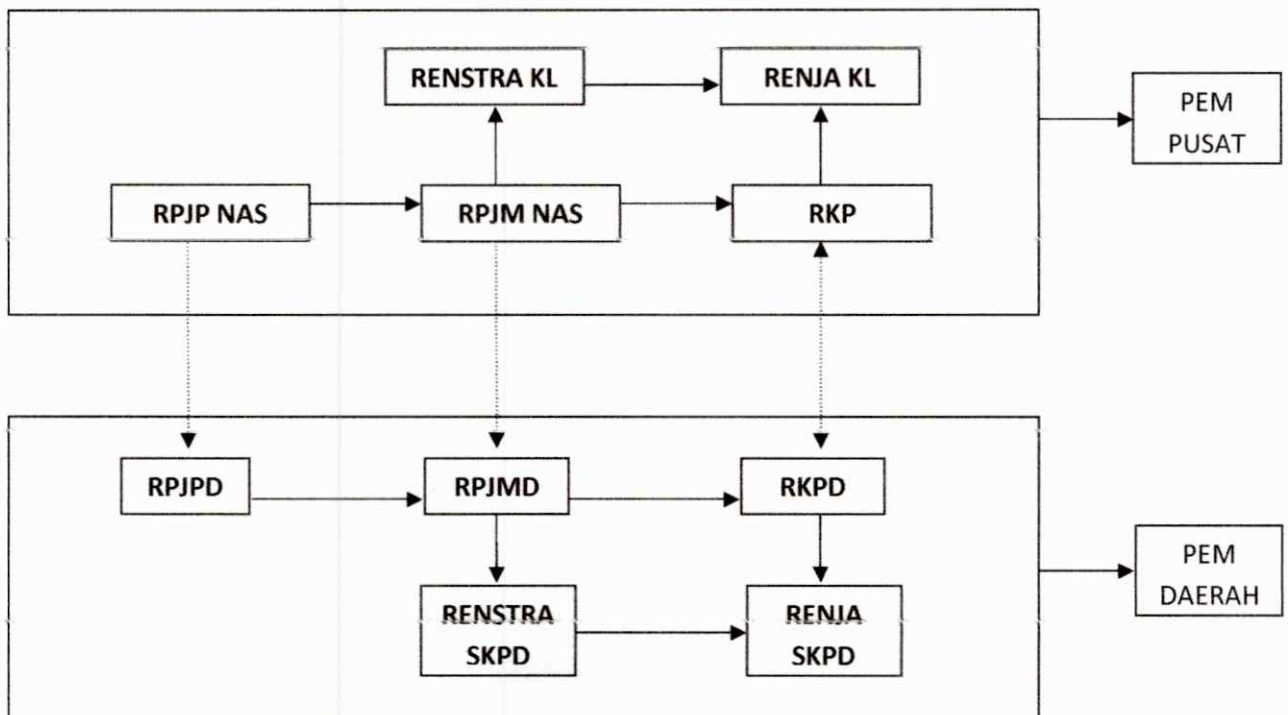 RENSTRA KL
RENJA KL
PEM
PUSAT
RPJP NAS
RPJM NAS
RKP
RPJPD
RPJMD
RKPD
PEM
DAERAH
RENSTRA
SKPD
RENJA
SKPD